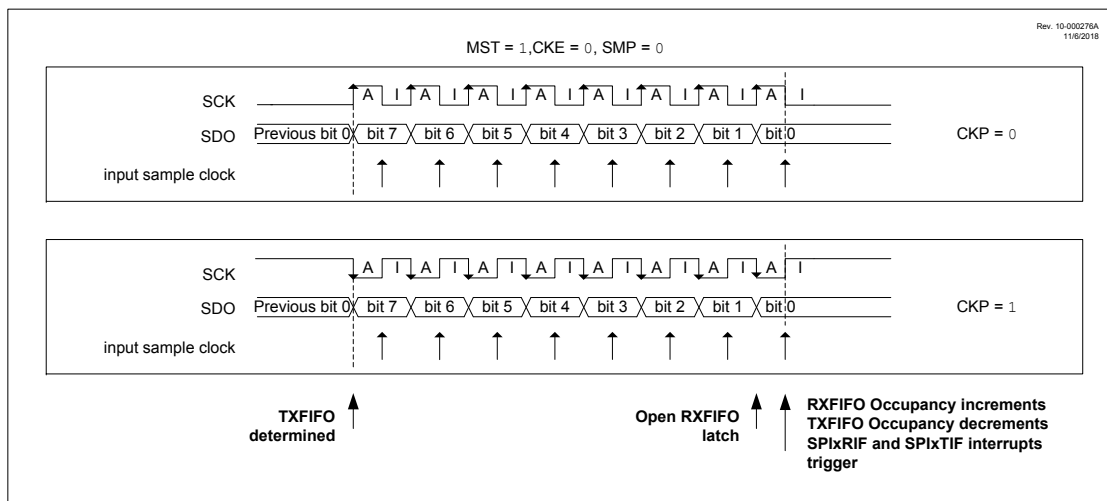 Rev. 10-000276A
11/6/2018
MST = 1,CKE = 0, SMP = 0
SCK A I A I A I A I A I A I A I A I
SDO Previous bit 0 bit 7 bit 6 bit 5 bit 4 bit 3 bit 2 bit 1 bit 0
CKP = 0
input sample clock
SCK A I A I A I A I A I A I A I A I
SDO Previous bit 0 bit 7 bit 6 bit 5 bit 4 bit 3 bit 2 bit 1 bit 0
CKP = 1
input sample clock
TXFIFO
determined
Open RXFIFO
latch
RXFIFO Occupancy increments
TXFIFO Occupancy decrements
SPIxRIF and SPIxTIF interrupts
trigger